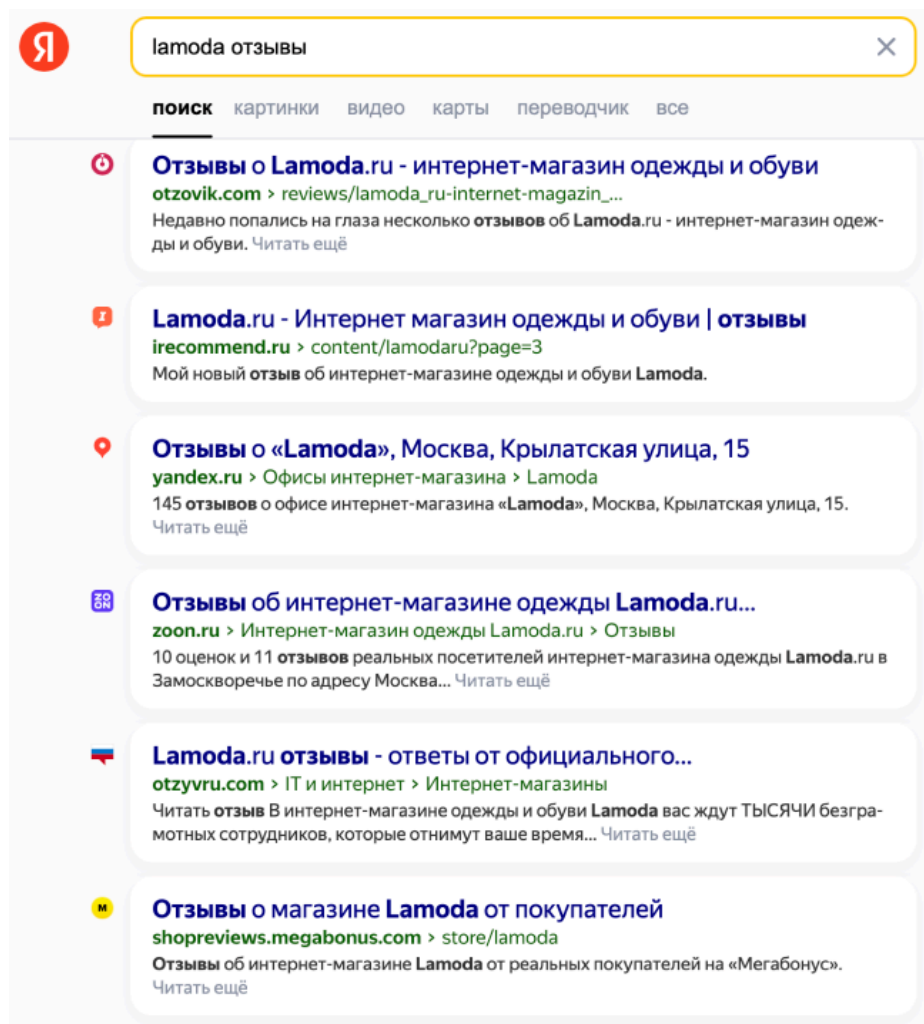 Я
lamoda отзывы
поиск картинки видео карты переводчик все
Отзывы о Lamoda.ru - интернет-магазин одежды и обуви
otzovik.com › reviews/lamoda_ru-internet-magazin_...
Недавно попались на глаза несколько отзывов об Lamoda.ru - интернет-магазин одеж-
ды и обуви. Читать ещё
Lamoda.ru - Интернет магазин одежды и обуви | отзывы
irecommend.ru › content/lamodaru?page=3
Мой новый отзыв об интернет-магазине одежды и обуви Lamoda.
Отзывы о «Lamoda», Москва, Крылатская улица, 15
yandex.ru › Офисы интернет-магазина › Lamoda
145 отзывов о офисе интернет-магазина «Lamoda», Москва, Крылатская улица, 15.
Читать ещё
ZO
ON
Отзывы об интернет-магазине одежды Lamoda.ru...
zoon.ru › Интернет-магазин одежды Lamoda.ru › Отзывы
10 оценок и 11 отзывов реальных посетителей интернет-магазина одежды Lamoda.ru в
Замоскворечье по адресу Москва... Читать ещё
Lamoda.ru отзывы - ответы от официального...
otzyvru.com › IT и интернет › Интернет-магазины
Читать отзыв В интернет-магазине одежды и обуви Lamoda вас ждут ТЫСЯЧИ безгра-
мотных сотрудников, которые отнимут ваше время... Читать ещё
М
Отзывы о магазине Lamoda от покупателей
shopreviews.megabonus.com › store/lamoda
Отзывы об интернет-магазине Lamoda от реальных покупателей на «Мегабонус».
Читать ещё